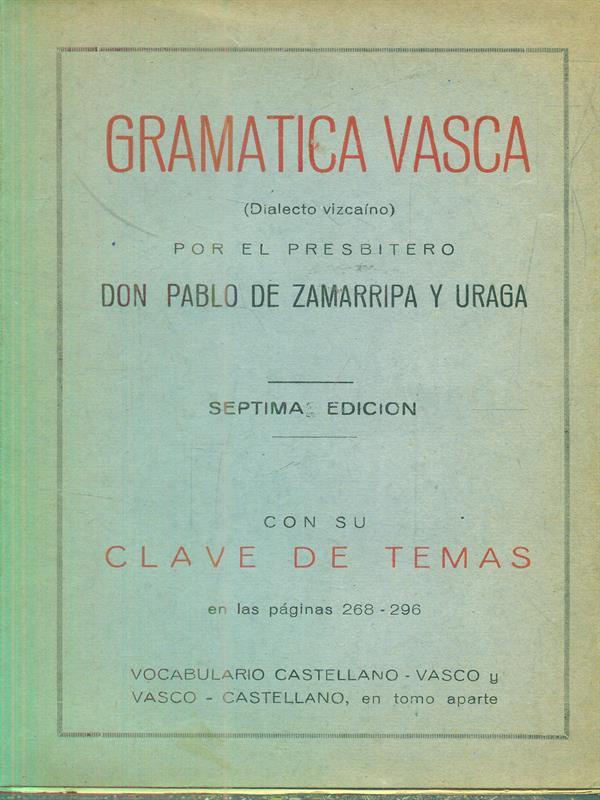 GRAMATICA VASCA
(Dialecto vizcaíno)
POR EL PRESBITERO
DON PABLO DE ZAMARRIPA Y URAGA
SEPTIMA EDICION
CON SU
CLAVE DE TEMAS
en las páginas 268 - 296
VOCABULARIO CASTELLANO - VASCO y
VASCO - CASTELLANO, en tomo aparte